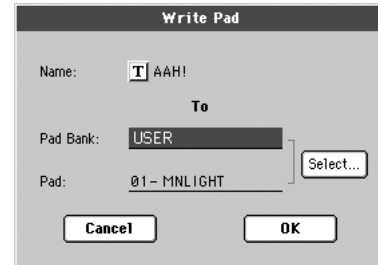 Write Pad
Name: T AAH!
To
Pad Bank: USER
Select...
Pad: 01- MNLIGHT
Cancel OK